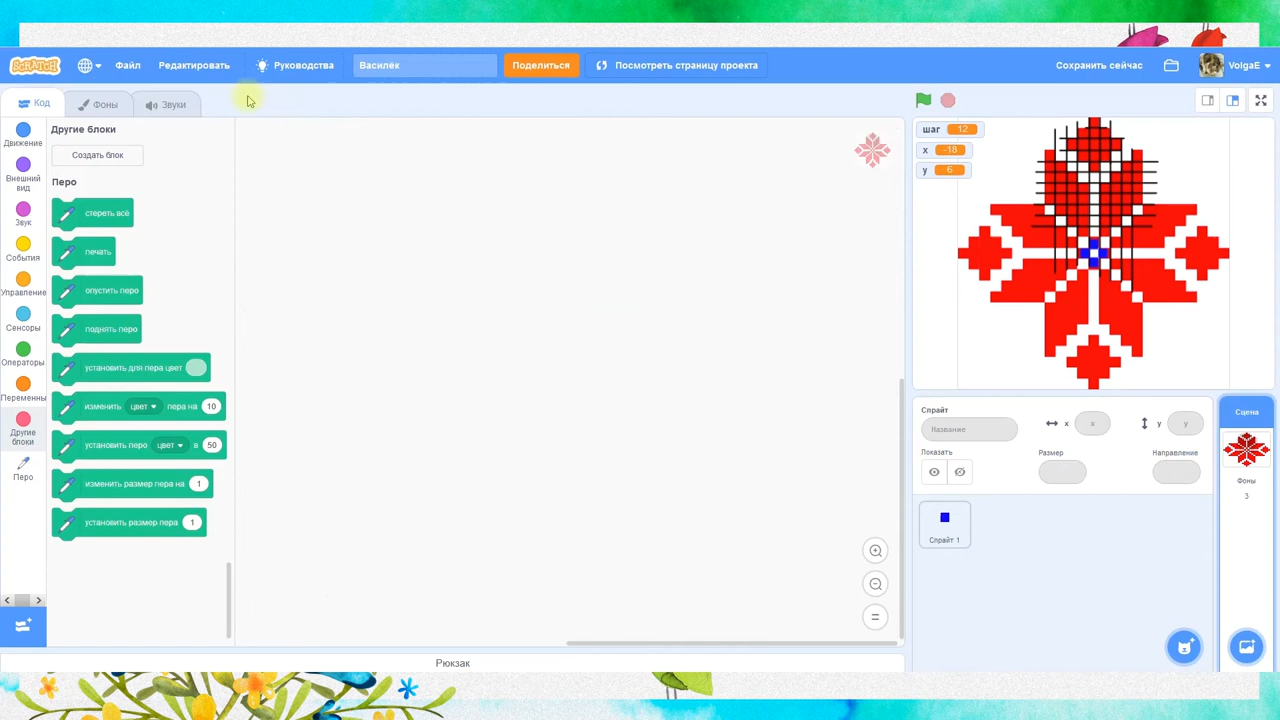 SCRATCH
Файл
Редактировать
Руководства
Василёк
Поделиться
Посмотреть страницу проекта
Сохранить сейчас
VolgaE
Код
Фоны
Звуки
Движение
Внешний
вид
Звук
События
Управление
Сенсоры
Операторы
Переменны
Другие
блоки
Перо
Другие блоки
Создать блок
Перо
стереть всё
печать
опустить перо
поднять перо
установить для пера цвет
изменить цвет пера на 10
установить перо цвет в 50
изменить размер пера на 1
установить размер пера 1
Рюкзак
шаг 12
x -18
y 6
Спрайт
Название
x x
y y
Показать
Размер
Направление
Спрайт 1
Сцена
Фоны
3